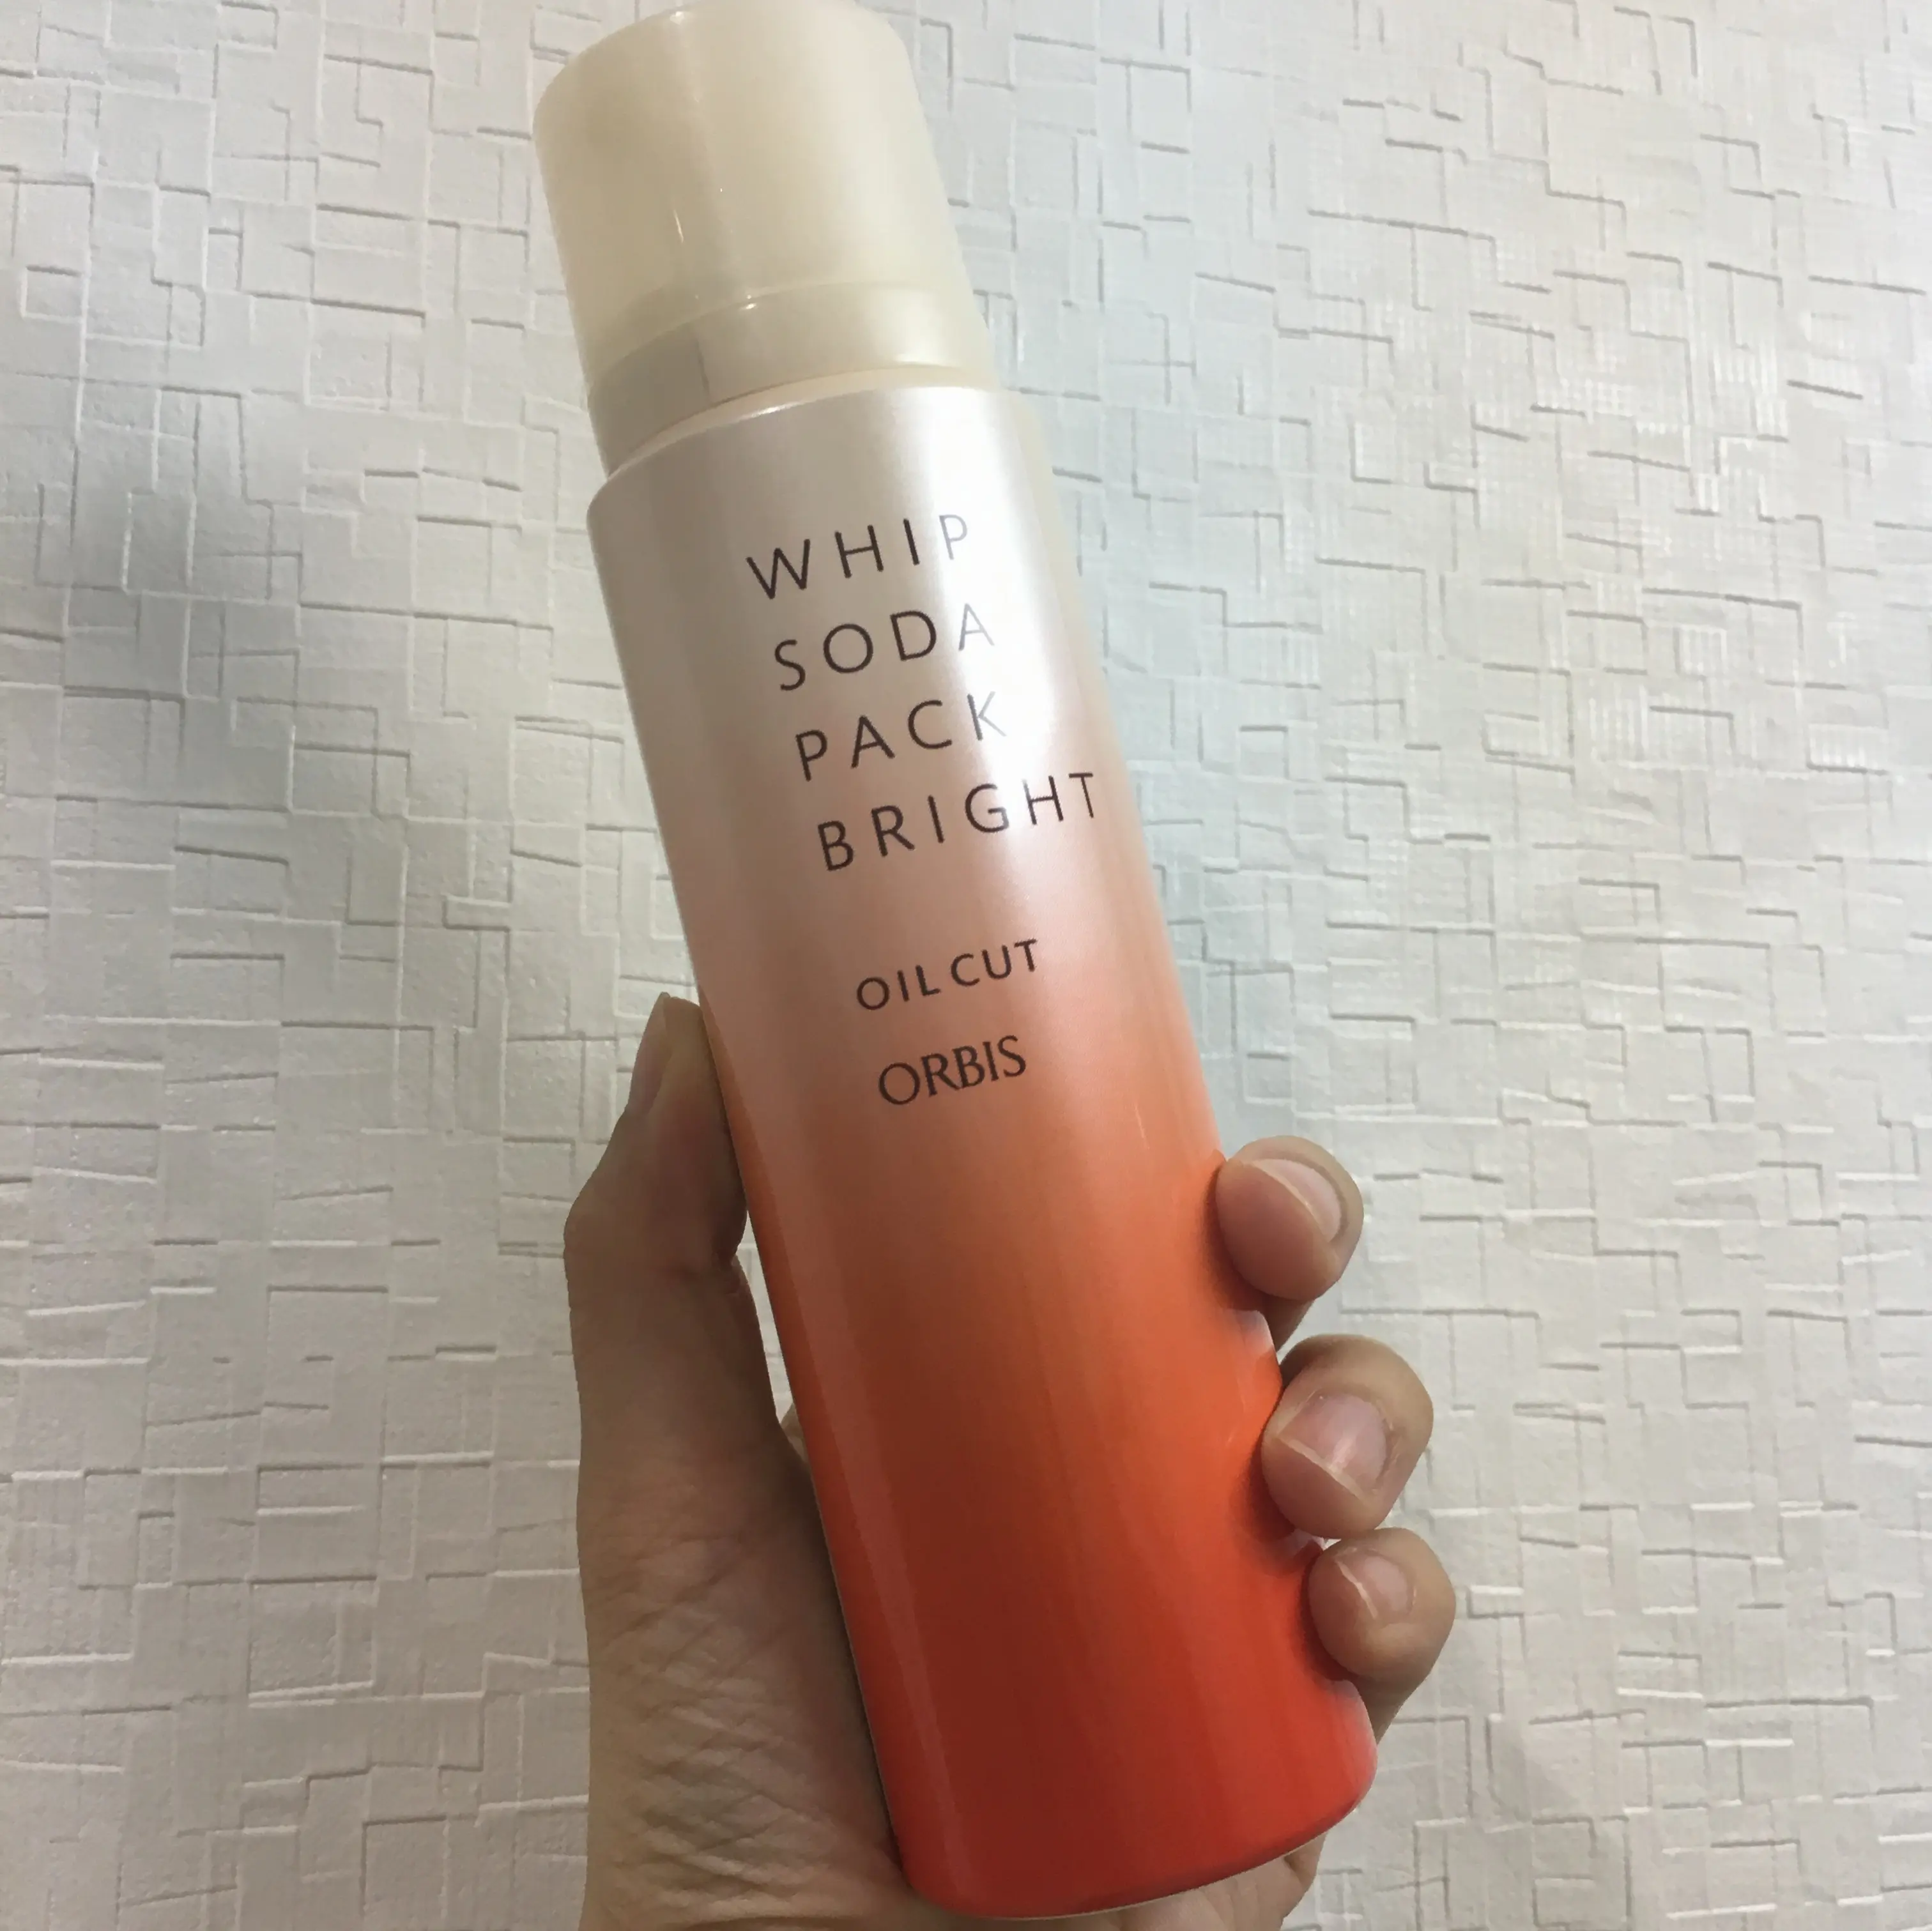 WHIP
SODA
PACK
BRIGHT
OIL CUT
ORBIS